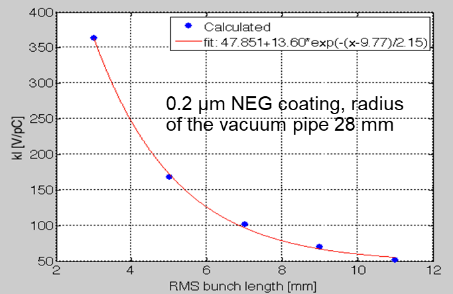 400
350
300
250
200
150
100
50
kl [V/pC]
Calculated
fit: 47.851+13.60*exp(-(x-9.77)/2.15)
0.2 µm NEG coating, radius
of the vacuum pipe 28 mm
2
4
6
8
10
12
RMS bunch length [mm]